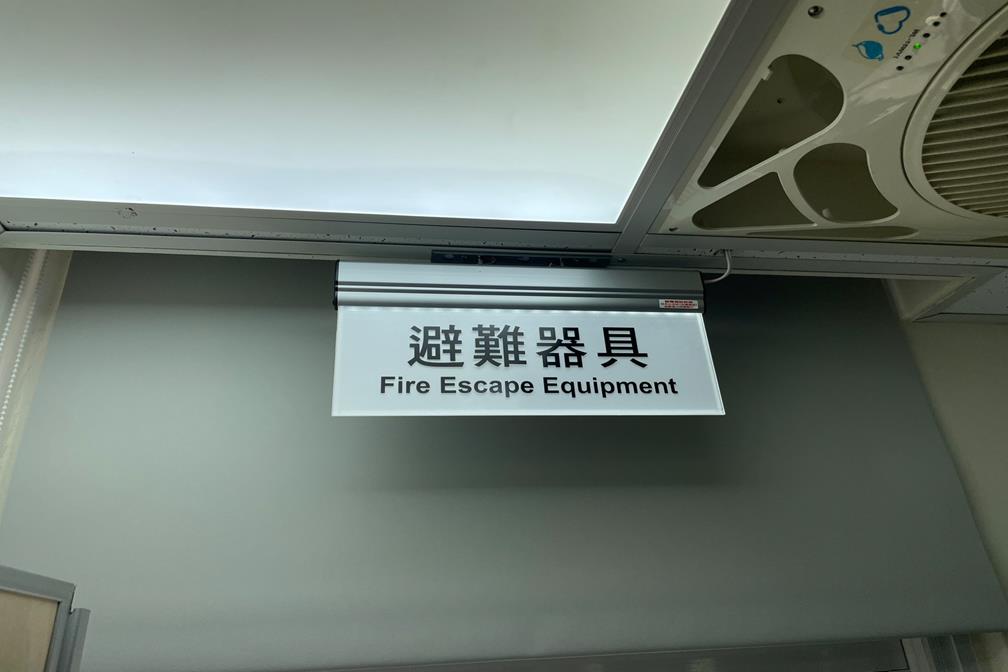 避難器具
Fire Escape Equipment